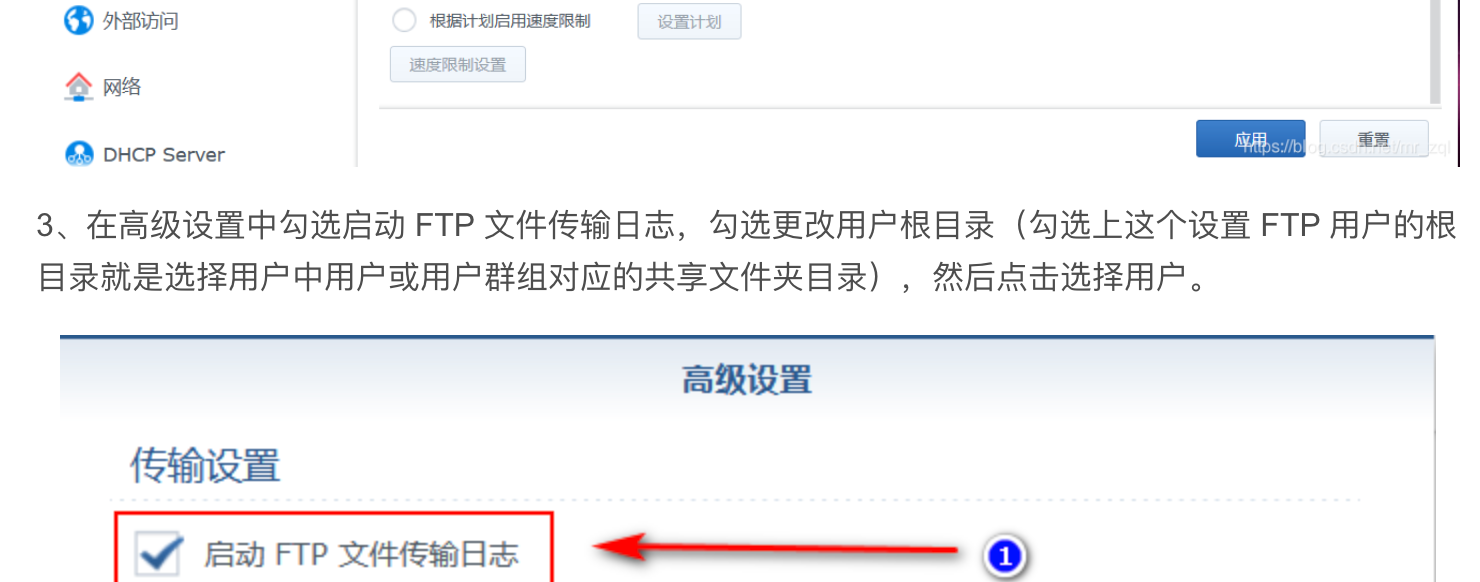 外部访问
根据计划启用速度限制 设置计划
速度限制设置
网络
应用 重置
DHCP Server
https://blog.csdn.net/mr_zql
3、在高级设置中勾选启动 FTP 文件传输日志，勾选更改用户根目录（勾选上这个设置 FTP 用户的根
目录就是选择用户中用户或用户群组对应的共享文件夹目录），然后点击选择用户。
高级设置
传输设置
启动 FTP 文件传输日志
1